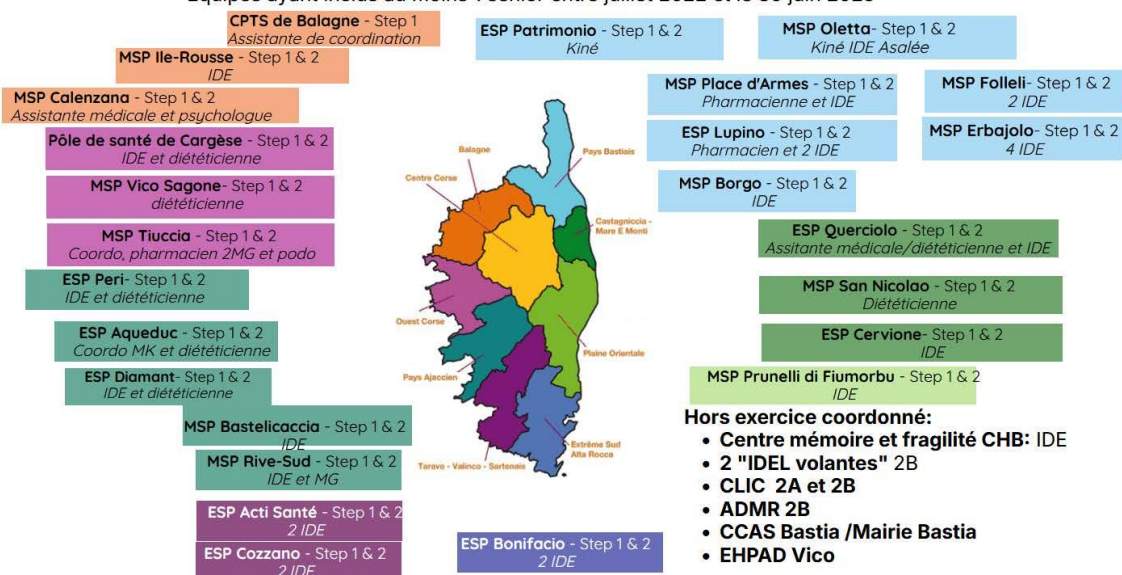 CPTS de Balagne - Step 1
Assistante de coordination
ESP Patrimonio - Step 1 & 2
Kiné
MSP Oletta- Step 1 & 2
Kiné IDE Asalée
MSP Ile-Rousse - Step 1 & 2
IDE
MSP Place d'Armes - Step 1 & 2
Pharmacienne et IDE
MSP Folleli- Step 1 & 2
2 IDE
MSP Calenzana - Step 1 & 2
Assistante médicale et psychologue
ESP Lupino - Step 1 & 2
Pharmacien et 2 IDE
MSP Erbajolo- Step 1 & 2
4 IDE
Pôle de santé de Cargèse - Step 1 & 2
IDE et diététicienne
MSP Borgo - Step 1 & 2
IDE
MSP Vico Sagone- Step 1 & 2
diététicienne
MSP Tiuccia - Step 1 & 2
Coordo, pharmacien 2MG et podo
ESP Querciolo - Step 1 & 2
Assitante médicale/diététicienne et IDE
ESP Peri- Step 1 & 2
IDE et diététicienne
MSP San Nicolao - Step 1 & 2
Diététicienne
ESP Aqueduc - Step 1 & 2
Coordo MK et diététicienne
ESP Cervione- Step 1 & 2
IDE
ESP Diamant- Step 1 & 2
IDE et diététicienne
MSP Prunelli di Fiumorbu - Step 1 & 2
IDE
MSP Bastelicaccia - Step 1 & 2
IDE
MSP Rive-Sud - Step 1 & 2
IDE et MG
ESP Acti Santé - Step 1 & 2
2 IDE
ESP Cozzano - Step 1 & 2
2 IDE
ESP Bonifacio - Step 1 & 2
2 IDE
Balagne
Pays Bastiais
Centre Corse
Castagniccia -
Mare E Monti
Ouest Corse
Plaine Orientale
Pays Ajaccien
Extrême Sud
Alta Rocca
Taravo - Valinco - Sartenais
Hors exercice coordonné:
• Centre mémoire et fragilité CHB: IDE
• 2 "IDEL volantes" 2B
• CLIC 2A et 2B
• ADMR 2B
• CCAS Bastia /Mairie Bastia
• EHPAD Vico